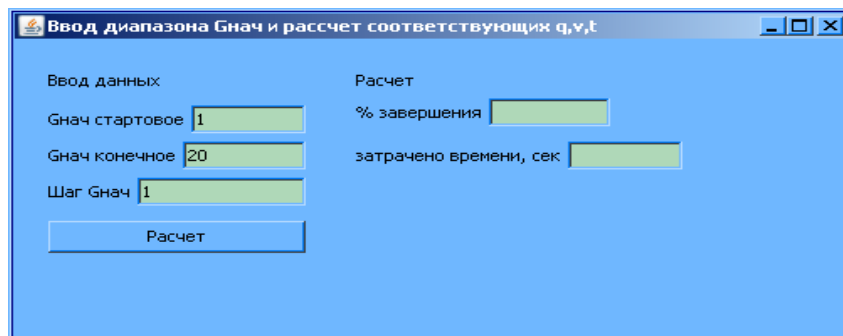 Ввод диапазона Gнач и рассчет соответствующих q,v,t
Ввод данных
Gнач стартовое 1
Gнач конечное 20
Шаг Gнач 1
Расчет
Расчет
% завершения
затрачено времени, сек